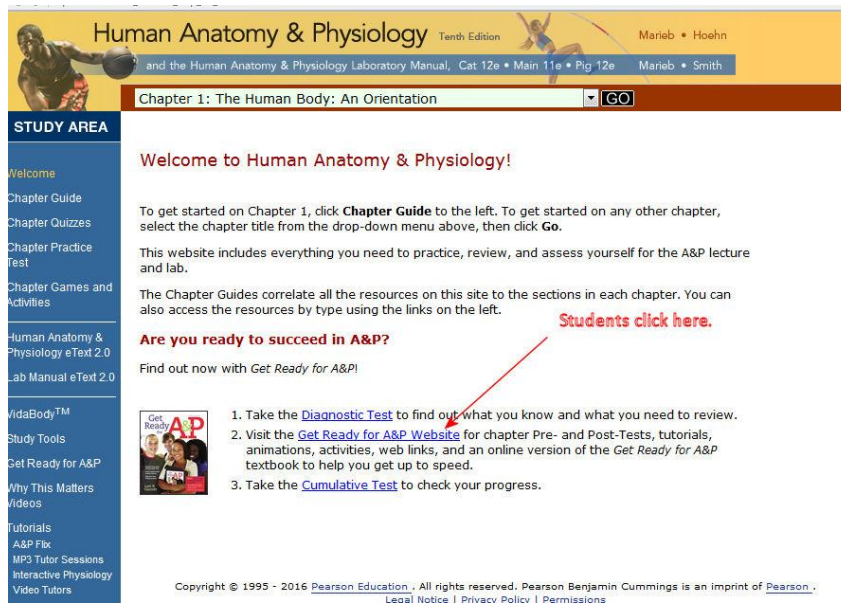 Human Anatomy & Physiology Tenth Edition Marieb • Hoehn
and the Human Anatomy & Physiology Laboratory Manual, Cat 12e • Main 11e • Pig 12e Marieb • Smith
Chapter 1: The Human Body: An Orientation GO
STUDY AREA
Welcome
Chapter Guide
Chapter Quizzes
Chapter Practice
Test
Chapter Games and
Activities
Human Anatomy &
Physiology eText 2.0
Lab Manual eText 2.0
VidaBody™
Study Tools
Get Ready for A&P
Why This Matters
Videos
Tutorials
A&P Flix
MP3 Tutor Sessions
Interactive Physiology
Video Tutors
Welcome to Human Anatomy & Physiology!
To get started on Chapter 1, click Chapter Guide to the left. To get started on any other chapter,
select the chapter title from the drop-down menu above, then click Go.
This website includes everything you need to practice, review, and assess yourself for the A&P lecture
and lab.
The Chapter Guides correlate all the resources on this site to the sections in each chapter. You can
also access the resources by type using the links on the left.
Students click here.
Are you ready to succeed in A&P?
Find out now with Get Ready for A&P!
Get
Ready
A&P
1. Take the Diagnostic Test to find out what you know and what you need to review.
2. Visit the Get Ready for A&P Website for chapter Pre- and Post-Tests, tutorials,
animations, activities, web links, and an online version of the Get Ready for A&P
textbook to help you get up to speed.
3. Take the Cumulative Test to check your progress.
Copyright © 1995 - 2016 Pearson Education . All rights reserved. Pearson Benjamin Cummings is an imprint of Pearson .
Legal Notice | Privacy Policy | Permissions